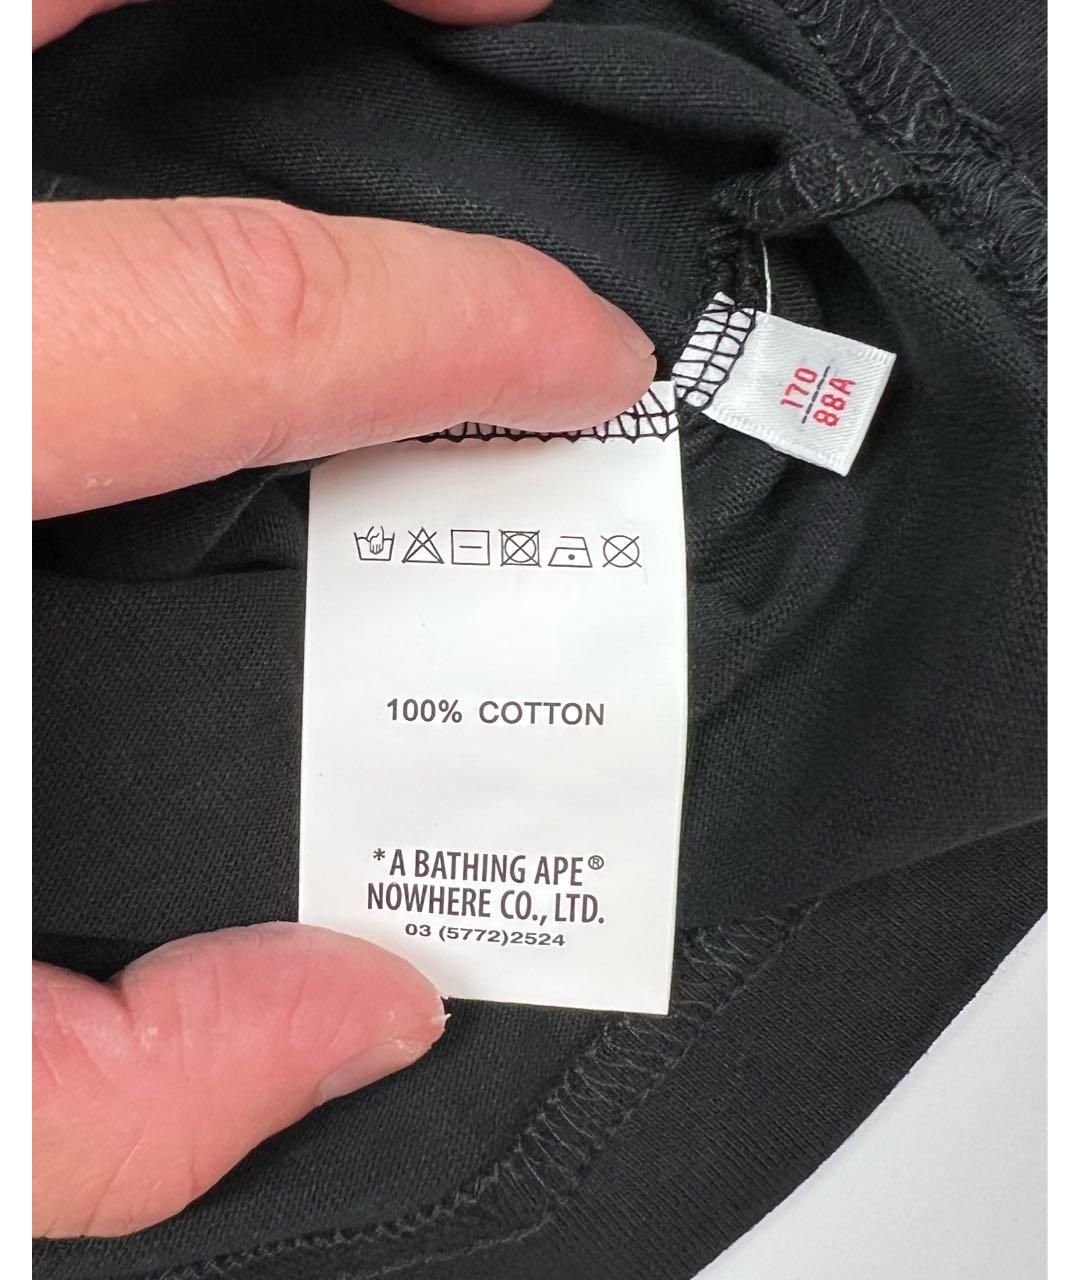 170
88A
100% COTTON
*A BATHING APE®
NOWHERE CO., LTD.
03 (5772)2524